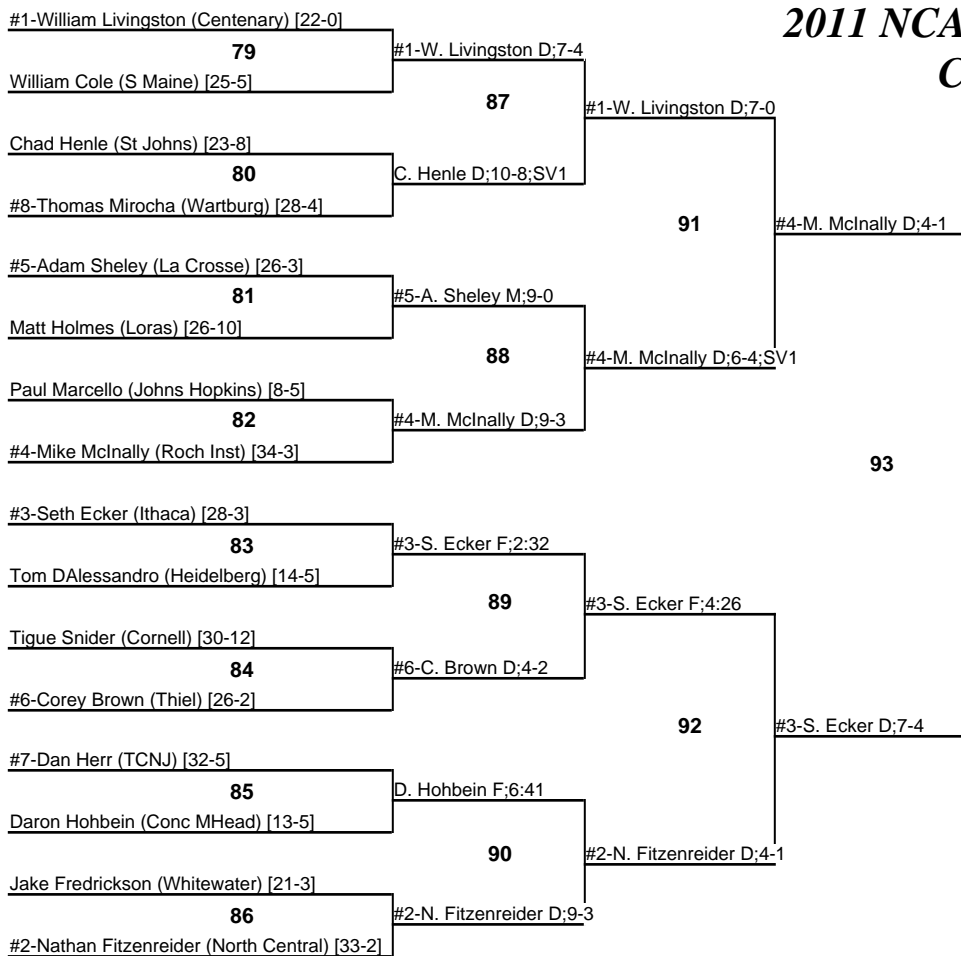 2011 NCA
C
#1-William Livingston (Centenary) [22-0]
79
William Cole (S Maine) [25-5]
#1-W. Livingston D;7-4
87
#1-W. Livingston D;7-0
Chad Henle (St Johns) [23-8]
80
#8-Thomas Mirocha (Wartburg) [28-4]
C. Henle D;10-8;SV1
91
#4-M. McInally D;4-1
#5-Adam Sheley (La Crosse) [26-3]
81
Matt Holmes (Loras) [26-10]
#5-A. Sheley M;9-0
88
#4-M. McInally D;6-4;SV1
Paul Marcello (Johns Hopkins) [8-5]
82
#4-Mike McInally (Roch Inst) [34-3]
#4-M. McInally D;9-3
93
#3-Seth Ecker (Ithaca) [28-3]
83
Tom DAlessandro (Heidelberg) [14-5]
#3-S. Ecker F;2:32
89
#3-S. Ecker F;4:26
Tigue Snider (Cornell) [30-12]
84
#6-Corey Brown (Thiel) [26-2]
#6-C. Brown D;4-2
92
#3-S. Ecker D;7-4
#7-Dan Herr (TCNJ) [32-5]
85
Daron Hohbein (Conc MHead) [13-5]
D. Hohbein F;6:41
90
#2-N. Fitzenreider D;4-1
Jake Fredrickson (Whitewater) [21-3]
86
#2-Nathan Fitzenreider (North Central) [33-2]
#2-N. Fitzenreider D;9-3